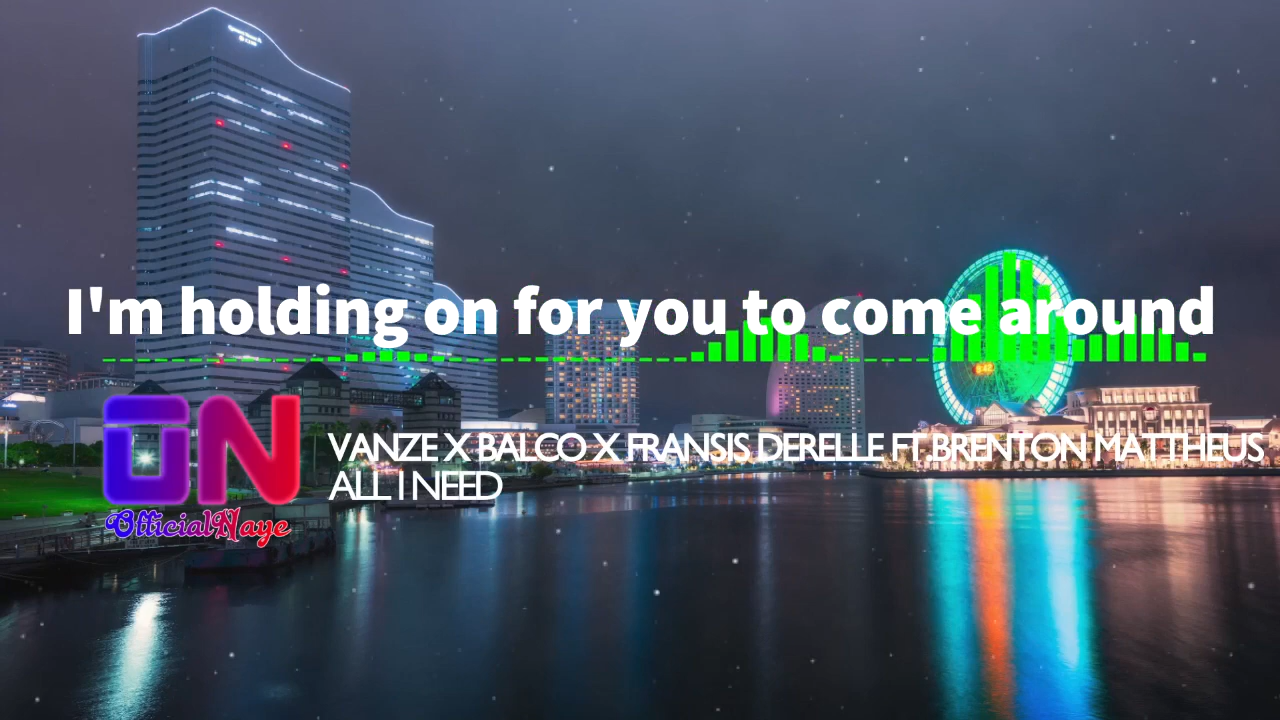 I'm holding on for you to come around
ON
OfficialNaye
VANZE X BALCO X FRANSIS DERELLE FT.BRENTON MATTHEUS
ALL I NEED